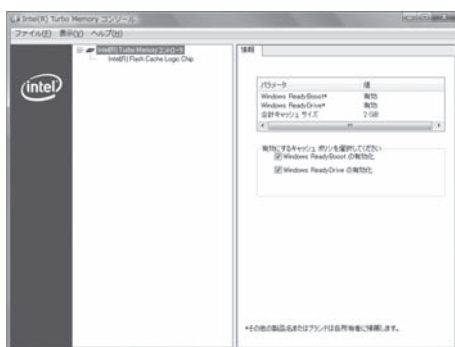 Intel(R) Turbo Memory コンソール
ファイル(F) 表示(V) ヘルプ(H)
Intel(R) Turbo Memory コントローラ
Intel(R) Flash Cache Logic Chip
intel
情報
パラメータ 値
Windows ReadyBoost* 有効
Windows ReadyDrive* 有効
合計キャッシュ サイズ 2 GB
有効にするキャッシュ ポリシを選択してください
Windows ReadyBoost の有効化
Windows ReadyDrive の有効化
*その他の製品名またはブランドは各所有者に帰属します。